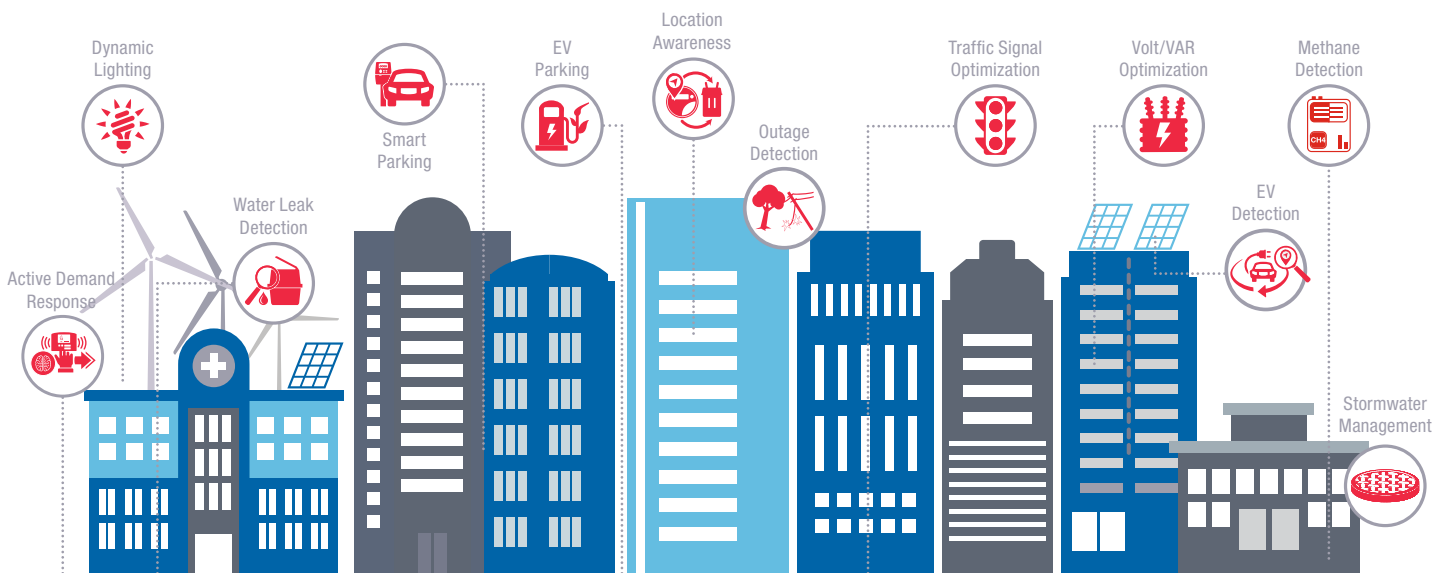 Dynamic
Lighting
EV
Parking
Location
Awareness
Traffic Signal
Optimization
Volt/VAR
Optimization
Methane
Detection
Smart
Parking
Outage
Detection
CH4
Water Leak
Detection
EV
Detection
Active Demand
Response
Stormwater
Management